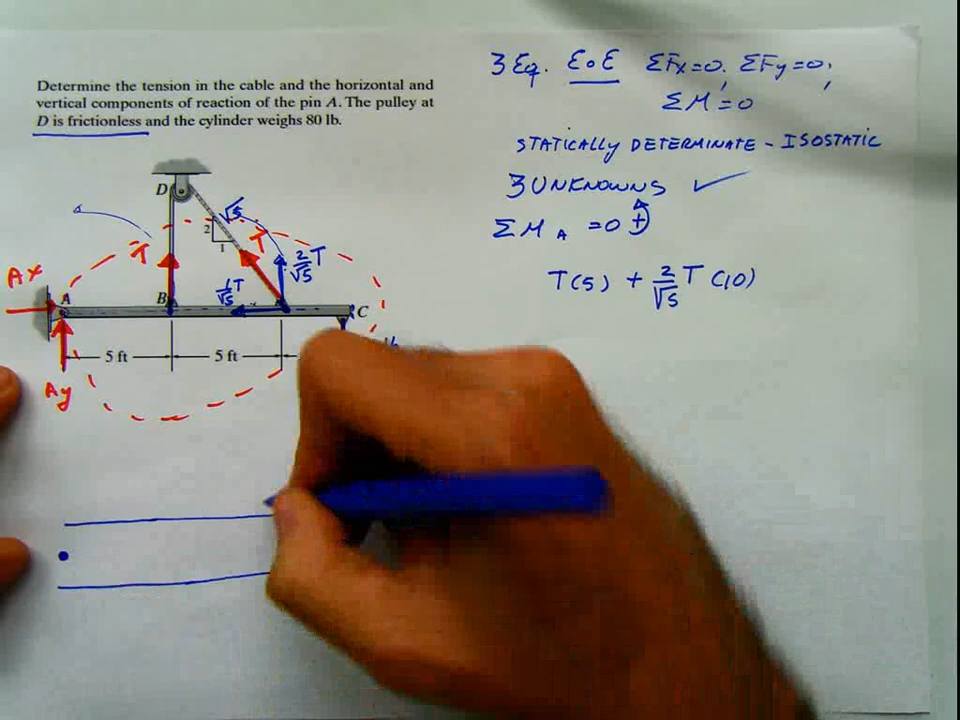 Determine the tension in the cable and the horizontal and
vertical components of reaction of the pin A. The pulley at
D is frictionless and the cylinder weighs 80 lb.
3 Eq. EoE ΣFx=0, ΣFy=0,
ΣM=0
STATICALLY DETERMINATE - ISOSTATIC
3 UNKNOWNS ✓
ΣM A =0 +
T(5) + 2/√5 T (10)
D
√5
2
1
T
T
2/√5 T
1/√5 T
Ax
A
B
C
5 ft
5 ft
Ay